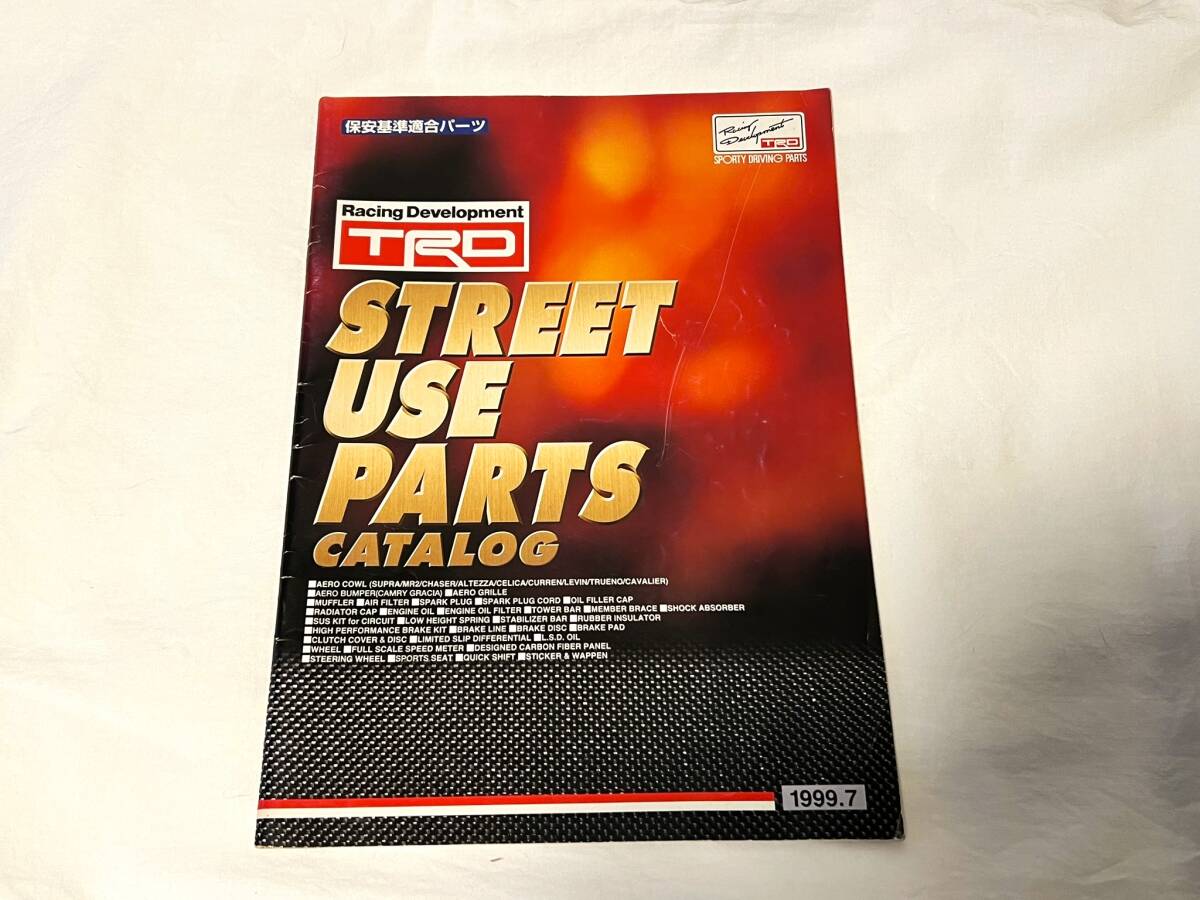 保安基準適合パーツ
Racing Development
TRD
SPORTY DRIVING PARTS
Racing Development
TRD
STREET
USE
PARTS
CATALOG
■AERO COWL (SUPRA/MR2/CHASER/ALTEZZA/CELICA/CURREN/LEVIN/TRUENO/CAVALIER)
■AERO BUMPER(CAMRY GRACIA) ■AERO GRILLE
■MUFFLER ■AIR FILTER ■SPARK PLUG ■SPARK PLUG CORD ■OIL FILLER CAP
■RADIATOR CAP ■ENGINE OIL ■ENGINE OIL FILTER ■TOWER BAR ■MEMBER BRACE ■SHOCK ABSORBER
■SUS KIT for CIRCUIT ■LOW HEIGHT SPRING ■STABILIZER BAR ■RUBBER INSULATOR
■HIGH PERFORMANCE BRAKE KIT ■BRAKE LINE ■BRAKE DISC ■BRAKE PAD
■CLUTCH COVER & DISC ■LIMITED SLIP DIFFERENTIAL ■L.S.D. OIL
■WHEEL ■FULL SCALE SPEED METER ■DESIGNED CARBON FIBER PANEL
■STEERING WHEEL ■SPORTS SEAT ■QUICK SHIFT ■STICKER & WAPPEN
1999.7